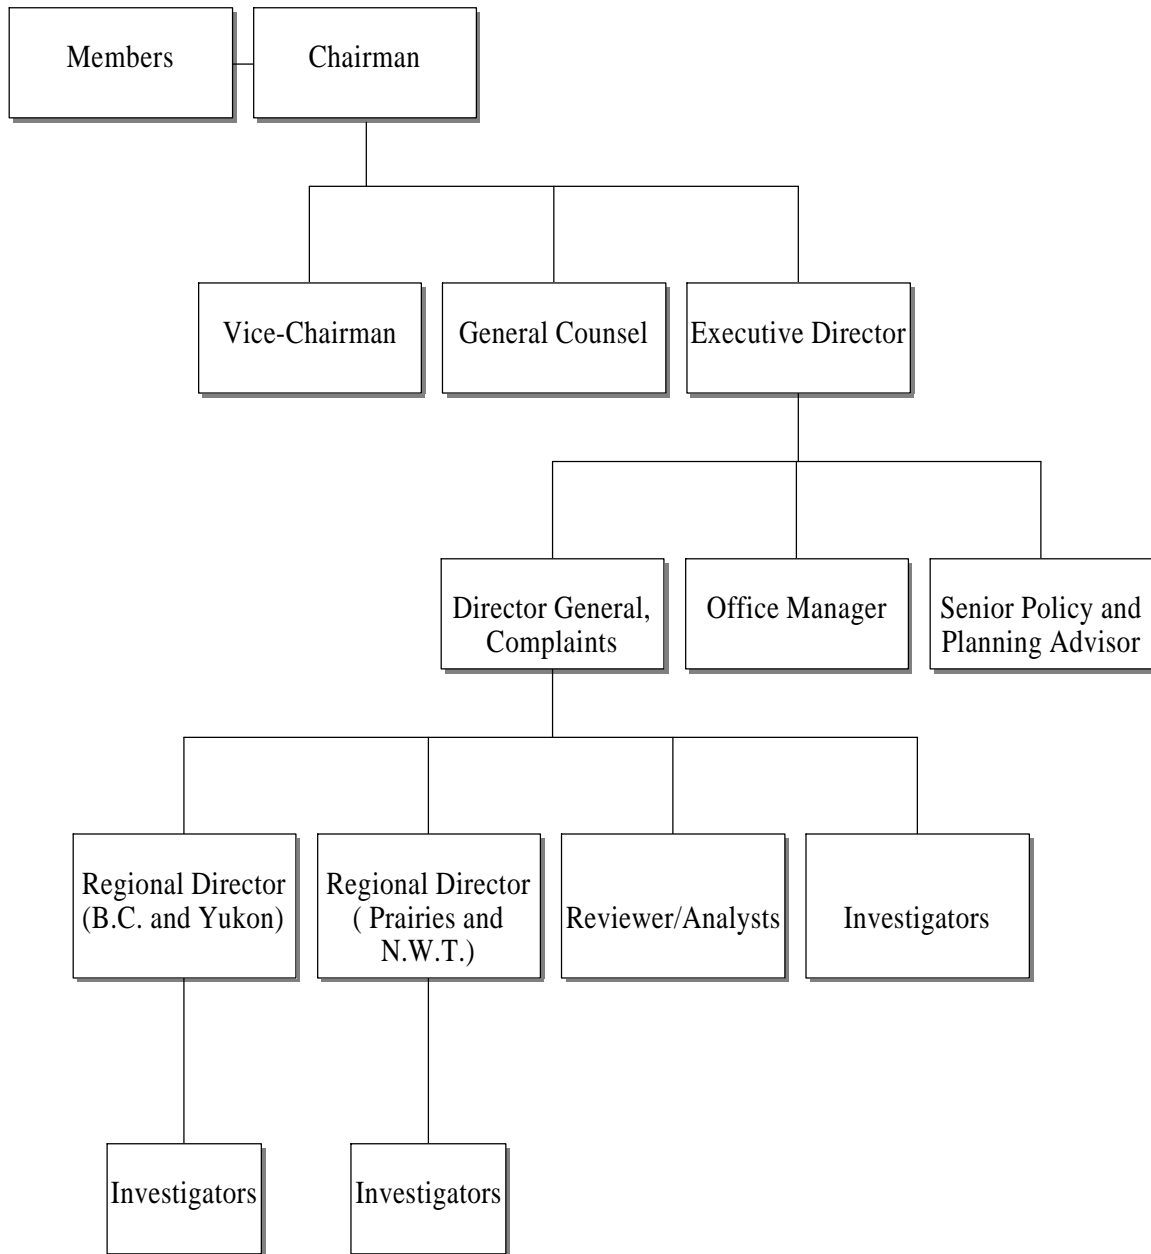 Members
Chairman
Vice-Chairman
General Counsel
Executive Director
Director General,
Complaints
Office Manager
Senior Policy and
Planning Advisor
Regional Director
(B.C. and Yukon)
Regional Director
( Prairies and
N.W.T.)
Reviewer/Analysts
Investigators
Investigators
Investigators